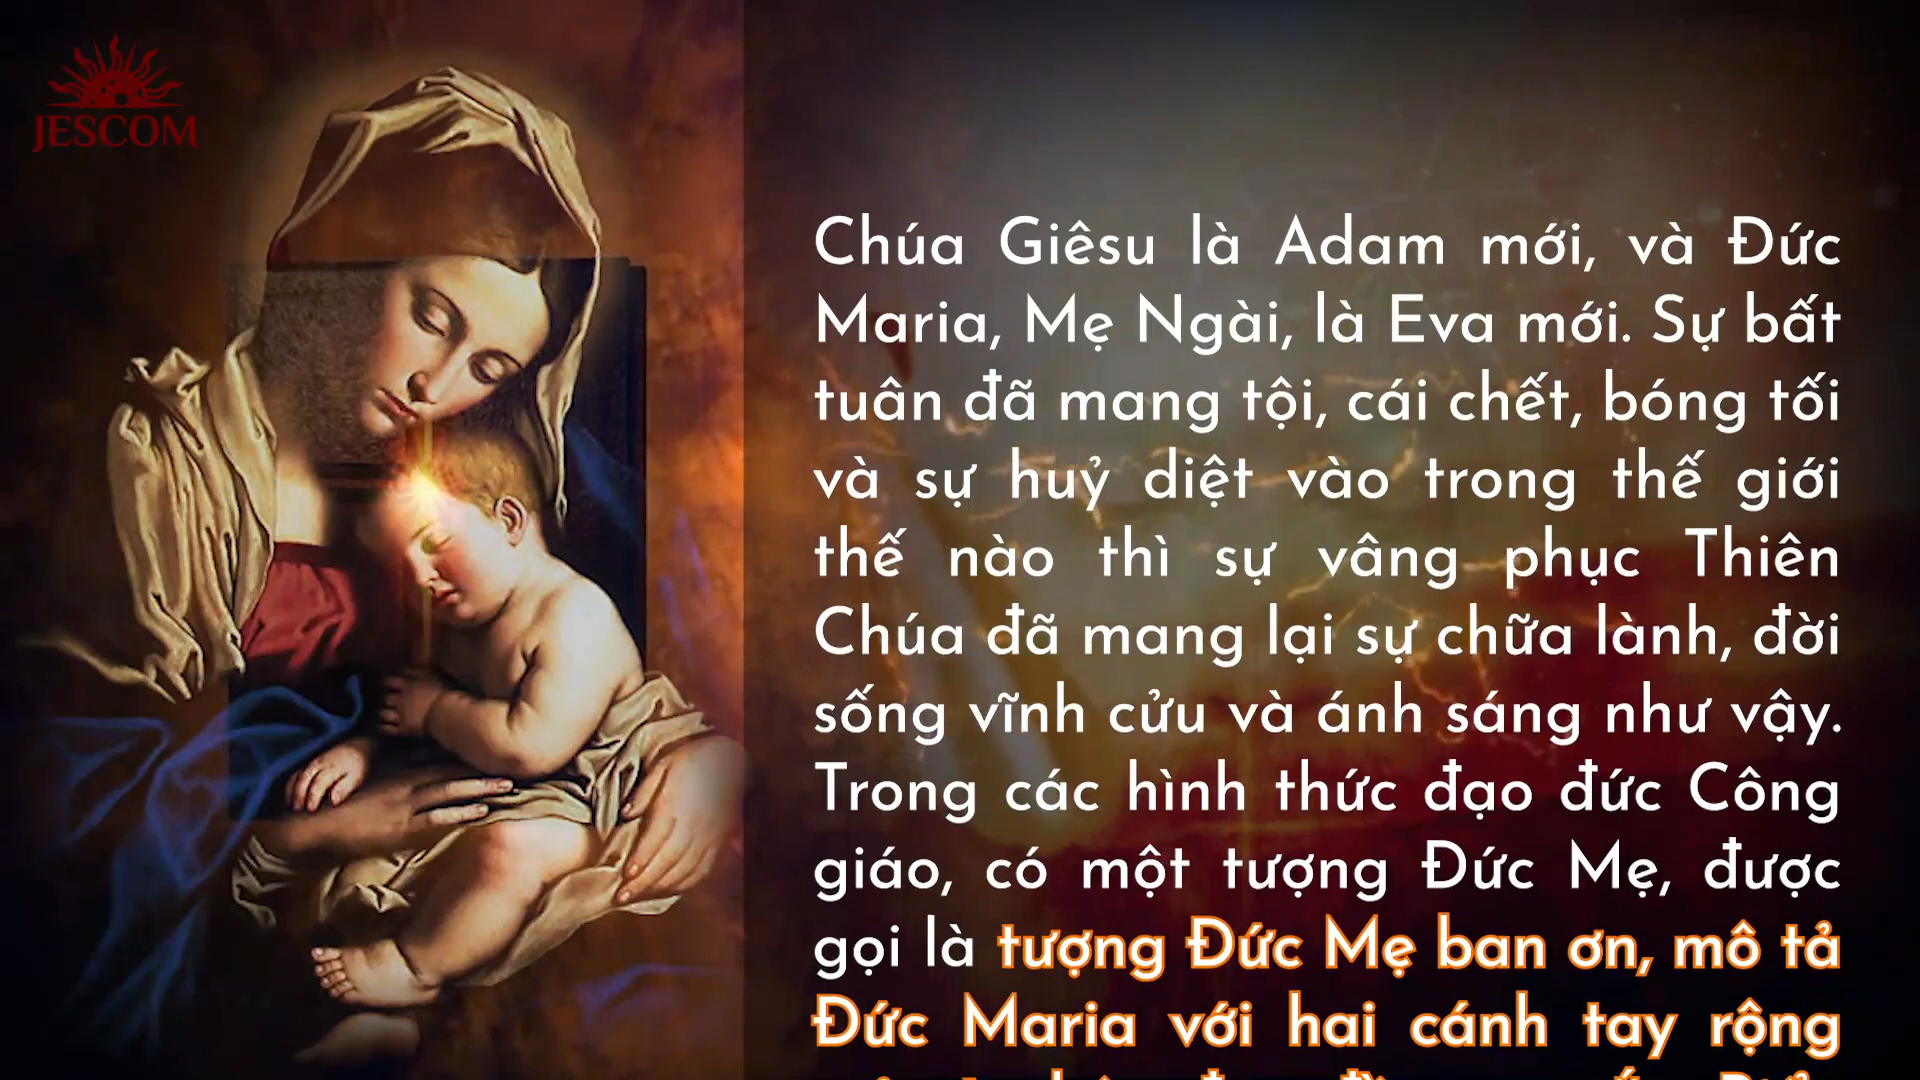 JESCOM
Chúa Giêsu là Adam mới, và Đức
Maria, Mẹ Ngài, là Eva mới. Sự bất
tuân đã mang tội, cái chết, bóng tối
và sự huỷ diệt vào trong thế giới
thế nào thì sự vâng phục Thiên
Chúa đã mang lại sự chữa lành, đời
sống vĩnh cửu và ánh sáng như vậy.
Trong các hình thức đạo đức Công
giáo, có một tượng Đức Mẹ, được
gọi là tượng Đức Mẹ ban ơn, mô tả
Đức Maria với hai cánh tay rộng